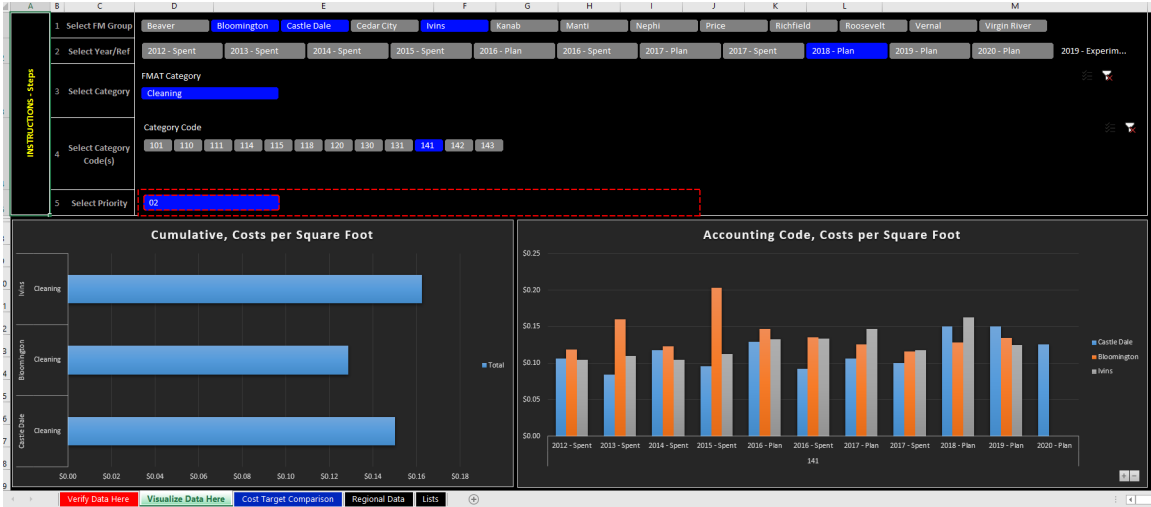 A B C D E F G H I J K L M
INSTRUCTIONS - Steps
1 Select FM Group Beaver Bloomington Castle Dale Cedar City Ivins Kanab Manti Nephi Price Richfield Roosevelt Vernal Virgin River
2 Select Year/Ref 2012 - Spent 2013 - Spent 2014 - Spent 2015 - Spent 2016 - Plan 2016 - Spent 2017 - Plan 2017 - Spent 2018 - Plan 2019 - Plan 2020 - Plan 2019 - Experim...
FMAT Category
3 Select Category Cleaning
Category Code
101 110 111 114 115 118 120 130 131 141 142 143
4 Select Category
Code(s)
5 Select Priority 02
Cumulative, Costs per Square Foot
Ivins Cleaning
Bloomington Cleaning
Castle Dale Cleaning
Total
$0.00 $0.02 $0.04 $0.06 $0.08 $0.10 $0.12 $0.14 $0.16 $0.18
Accounting Code, Costs per Square Foot
$0.25
$0.20
$0.15
$0.10
$0.05
$0.00
Castle Dale
Bloomington
Ivins
2012 - Spent 2013 - Spent 2014 - Spent 2015 - Spent 2016 - Plan 2016 - Spent 2017 - Plan 2017 - Spent 2018 - Plan 2019 - Plan 2020 - Plan
141
Verify Data Here Visualize Data Here Cost Target Comparison Regional Data Lists